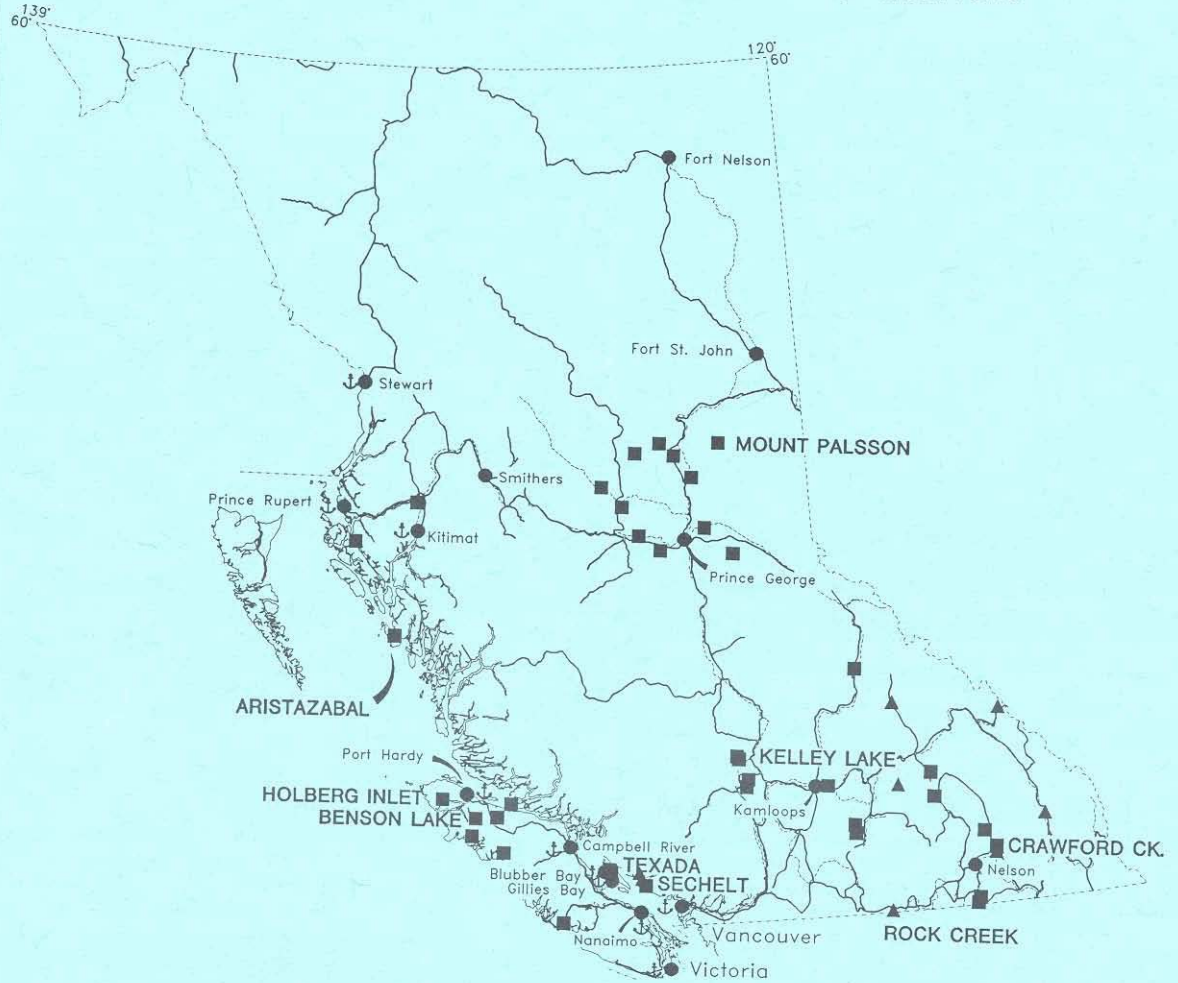 139°
60°
120°
60°
Fort Nelson
Fort St. John
Stewart
MOUNT PALSSON
Smithers
Prince Rupert
Kitimat
Prince George
ARISTAZABAL
Port Hardy
KELLEY LAKE
HOLBERG INLET
Kamloops
BENSON LAKE
Campbell River
CRAWFORD CK.
TEXADA
Blubber Bay
Nelson
Gillies Bay
SECHELT
Nanaimo
Vancouver
ROCK CREEK
Victoria